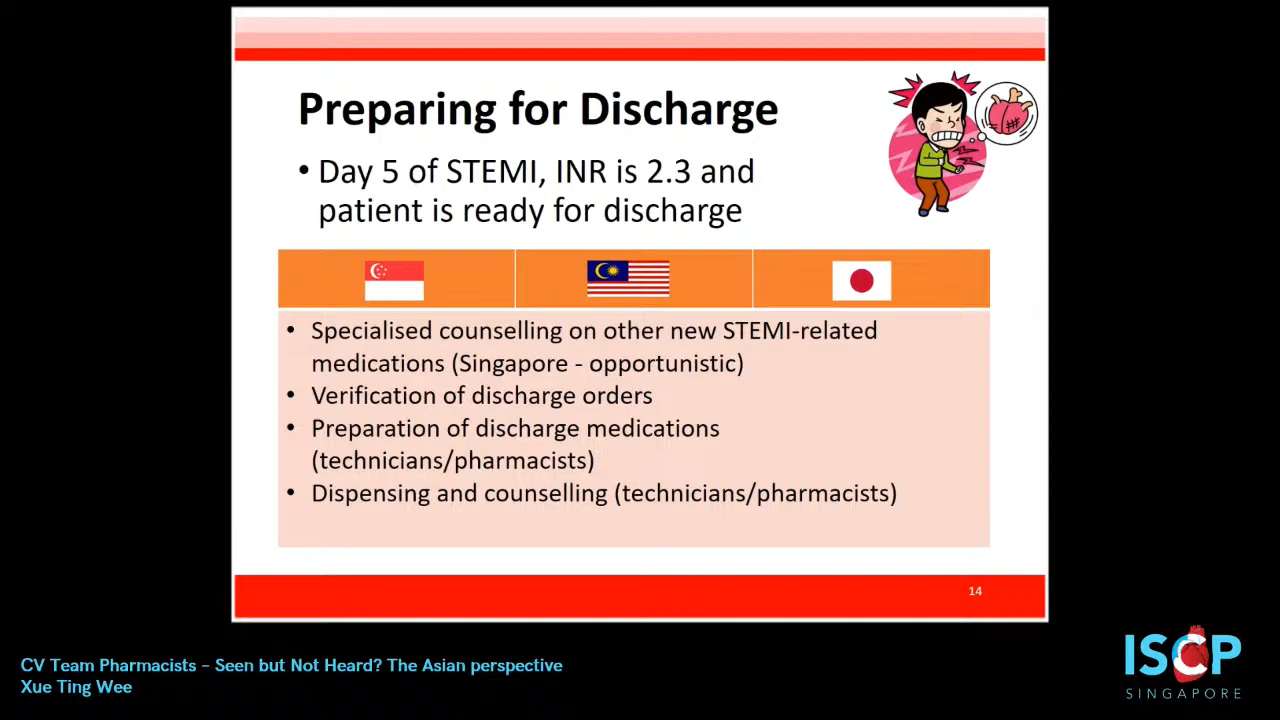 Preparing for Discharge
• Day 5 of STEMI, INR is 2.3 and
patient is ready for discharge
• Specialised counselling on other new STEMI-related
medications (Singapore - opportunistic)
• Verification of discharge orders
• Preparation of discharge medications
(technicians/pharmacists)
• Dispensing and counselling (technicians/pharmacists)
14
CV Team Pharmacists – Seen but Not Heard? The Asian perspective
Xue Ting Wee
ISCP
SINGAPORE